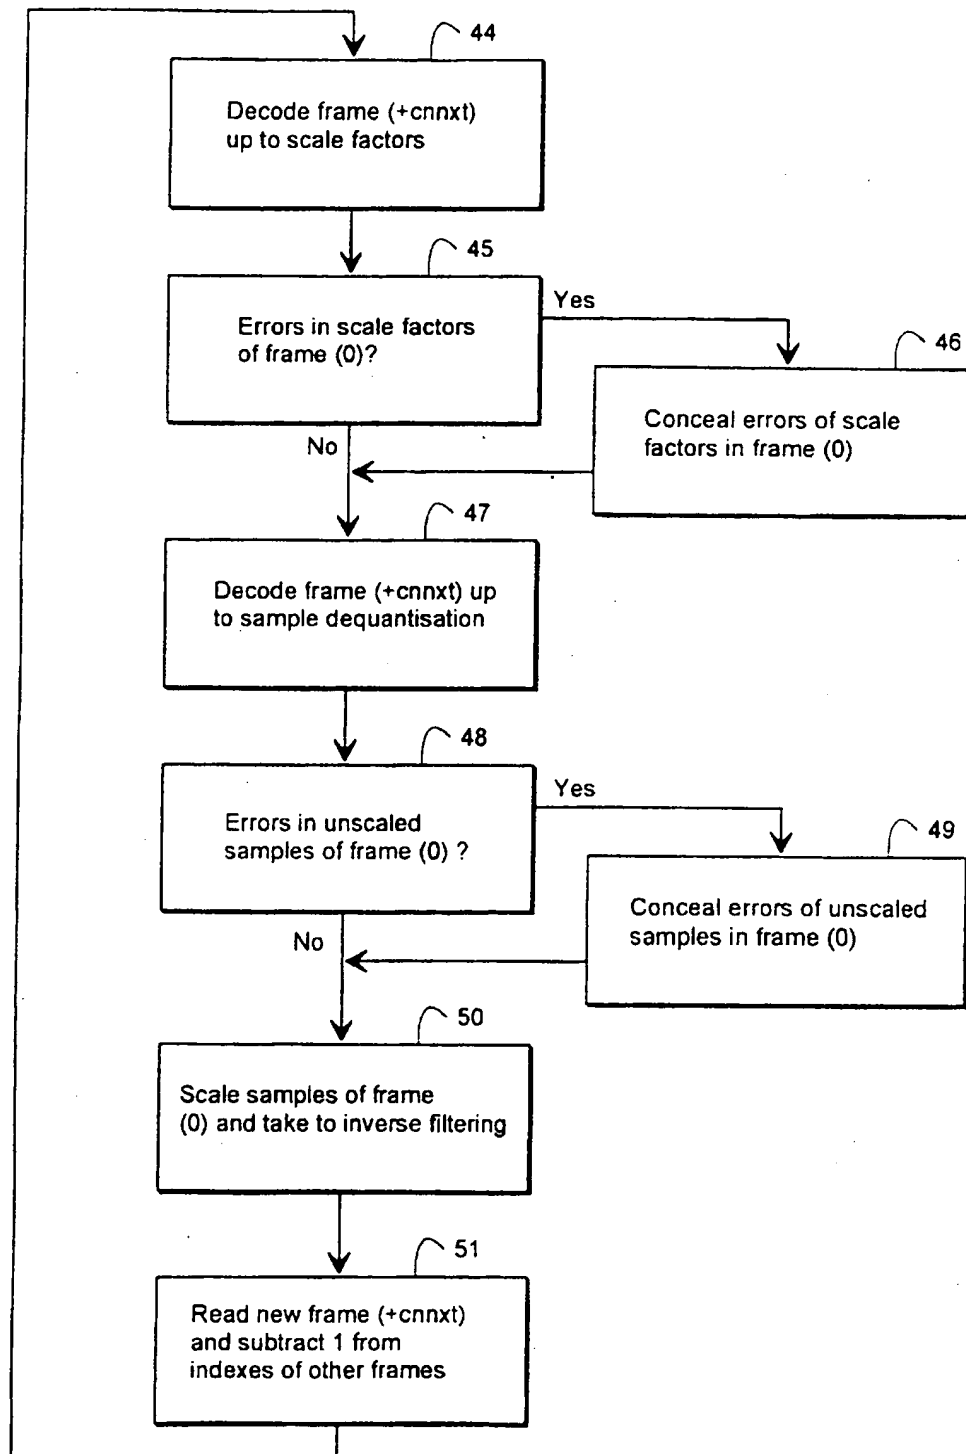 44
Decode frame (+cnnxt)
up to scale factors
45
Errors in scale factors
of frame (0)?
Yes
46
Conceal errors of scale
factors in frame (0)
No
47
Decode frame (+cnnxt) up
to sample dequantisation
48
Errors in unscaled
samples of frame (0) ?
Yes
49
Conceal errors of unscaled
samples in frame (0)
No
50
Scale samples of frame
(0) and take to inverse filtering
51
Read new frame (+cnnxt)
and subtract 1 from
indexes of other frames